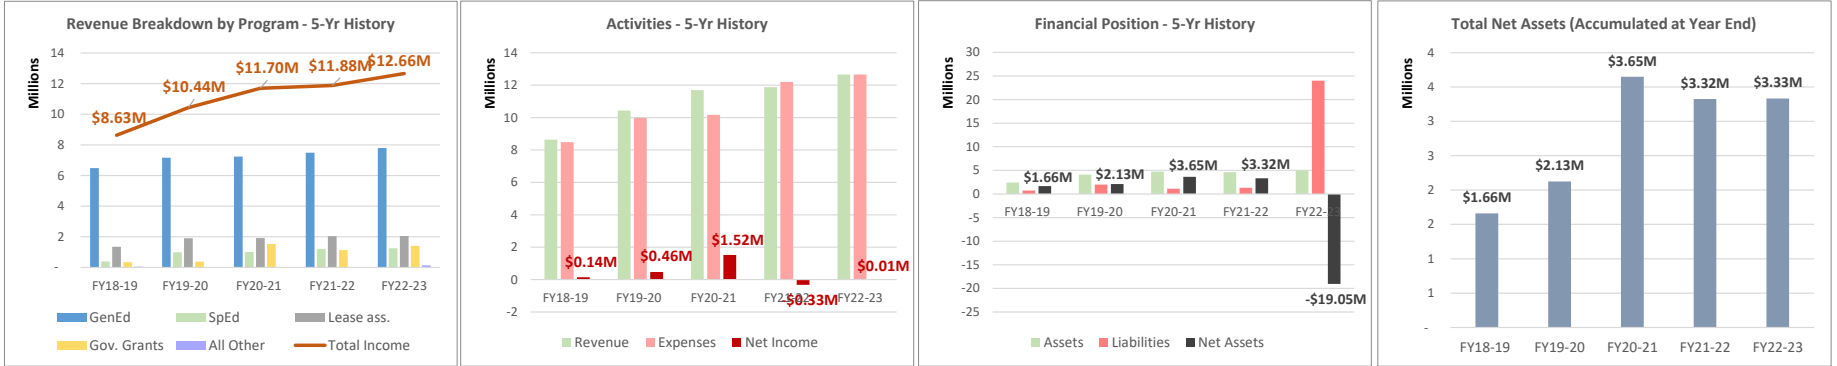 Revenue Breakdown by Program - 5-Yr History
Millions
14
12
10
8
6
4
2
-
$8.63M
$10.44M
$11.70M
$11.88M
$12.66M
FY18-19
FY19-20
FY20-21
FY21-22
FY22-23
GenEd
SpEd
Lease ass.
Gov. Grants
All Other
Total Income
Activities - 5-Yr History
Millions
14
12
10
8
6
4
2
0
-2
$0.14M
$0.46M
$1.52M
-$0.33M
$0.01M
FY18-19
FY19-20
FY20-21
FY21-22
FY22-23
Revenue
Expenses
Net Income
Financial Position - 5-Yr History
Millions
30
25
20
15
10
5
0
-5
-10
-15
-20
-25
$1.66M
$2.13M
$3.65M
$3.32M
-$19.05M
FY18-19
FY19-20
FY20-21
FY21-22
FY22-23
Assets
Liabilities
Net Assets
Total Net Assets (Accumulated at Year End)
Millions
4
4
3
3
2
2
1
1
-
$1.66M
$2.13M
$3.65M
$3.32M
$3.33M
FY18-19
FY19-20
FY20-21
FY21-22
FY22-23